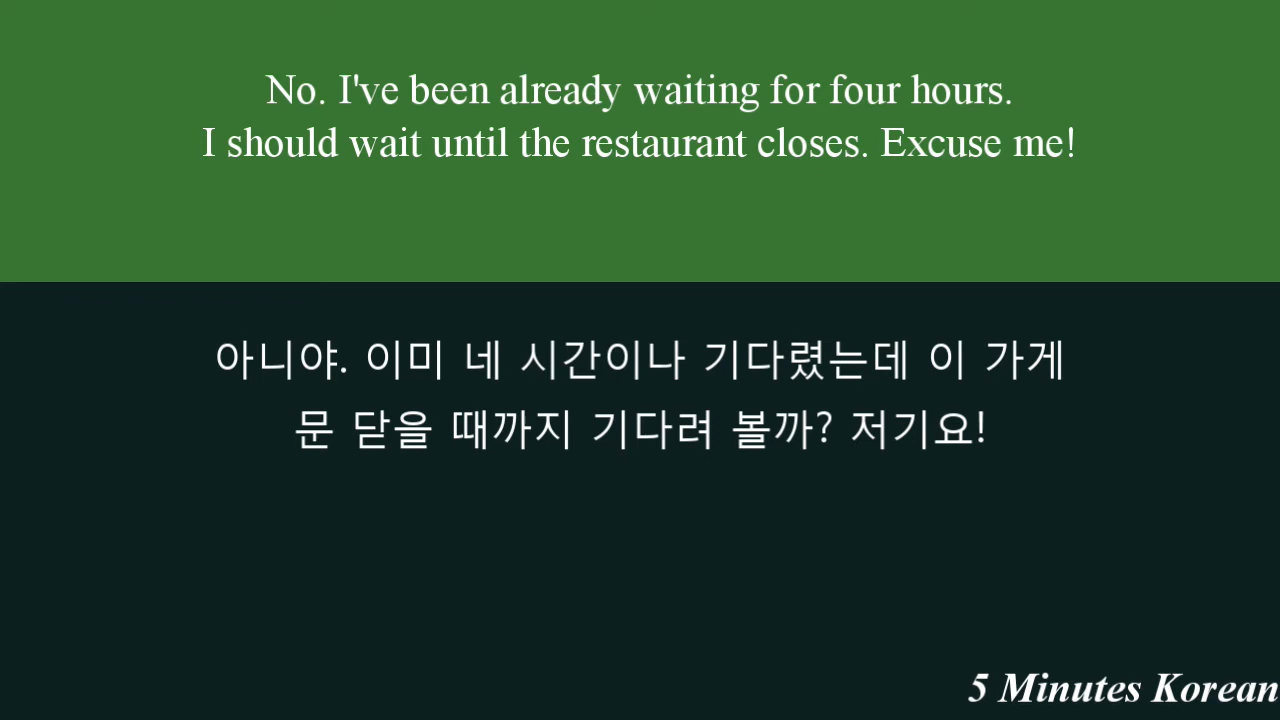 No. I've been already waiting for four hours.
I should wait until the restaurant closes. Excuse me!
아니야. 이미 네 시간이나 기다렸는데 이 가게
문 닫을 때까지 기다려 볼까? 저기요!
5 Minutes Korean